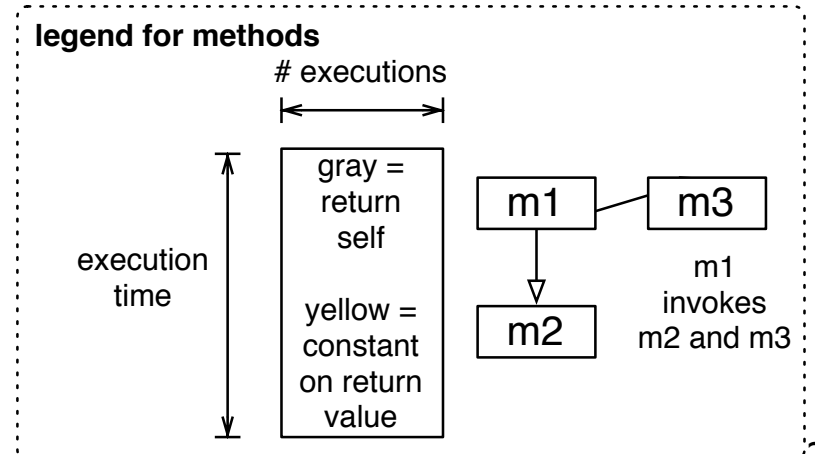 legend for methods
# executions
gray =
return
self
yellow =
constant
on return
value
execution
time
m1
m3
m2
m1
invokes
m2 and m3